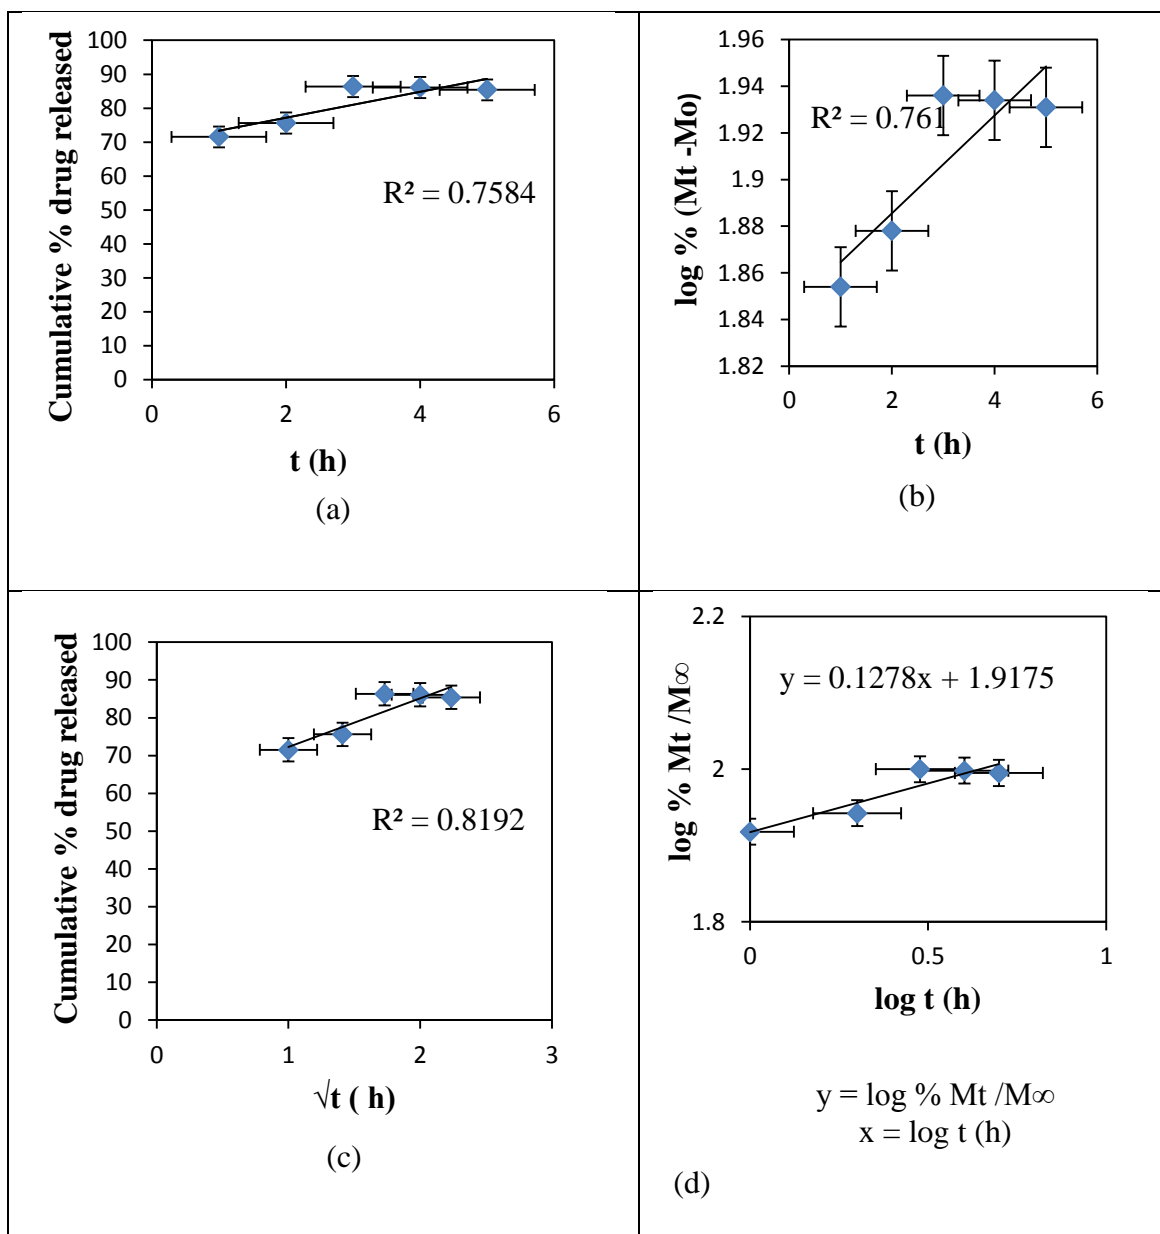 Cumulative % drug released
100
90
80
70
60
50
40
30
20
10
0
R² = 0.7584
0 2 4 6
t (h)
(a)
log % (Mt -Mo)
1.96
1.94
1.92
1.9
1.88
1.86
1.84
1.82
R² = 0.761
0 2 4 6
t (h)
(b)
Cumulative % drug released
100
90
80
70
60
50
40
30
20
10
0
R² = 0.8192
0 1 2 3
√t ( h)
(c)
log % Mt /M∞
2.2
2
1.8
y = 0.1278x + 1.9175
0 0.5 1
log t (h)
y = log % Mt /M∞
x = log t (h)
(d)